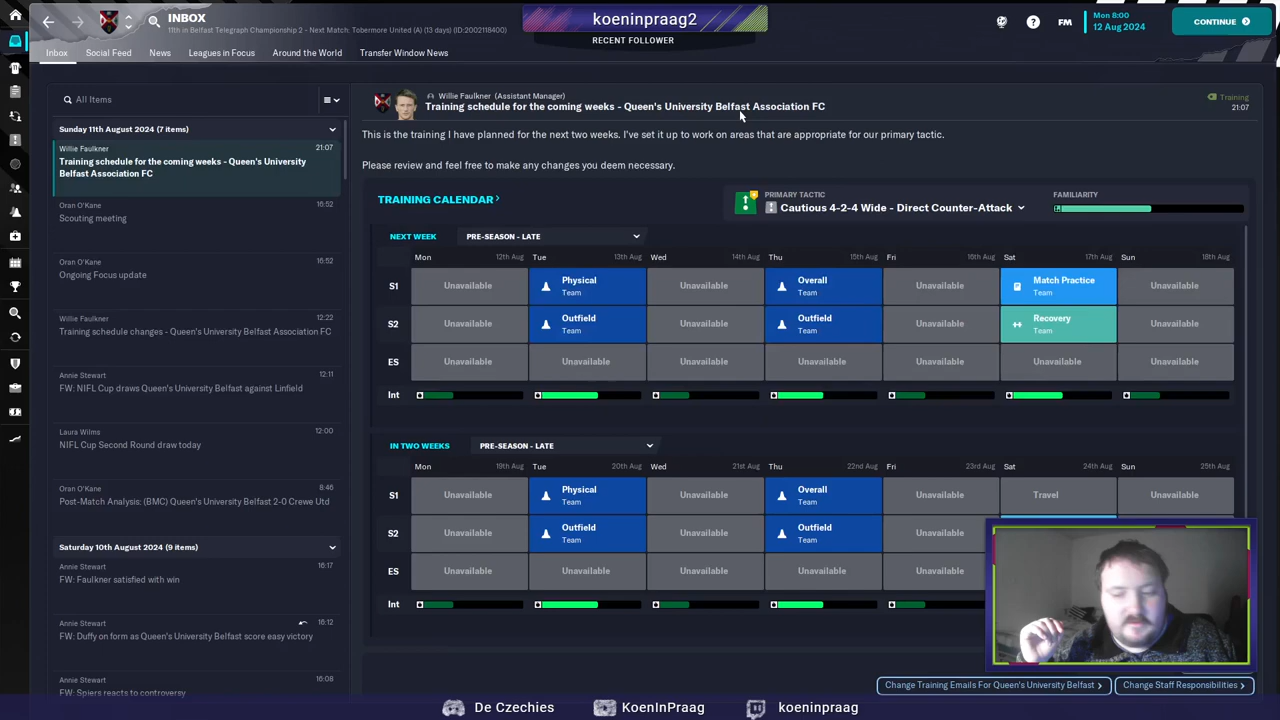 INBOX
11th in Belfast Telegraph Championship 2 - Next Match, Tobermore United (A) (13 days) (ID:2002118400)
koeninpraag2
RECENT FOLLOWER
FM
Mon 8:00
12 Aug 2024
CONTINUE
Inbox
Social Feed
News
Leagues in Focus
Around the World
Transfer Window News
All Items
Sunday 11th August 2024 (7 items)
Willie Faulkner
21:07
Training schedule for the coming weeks - Queen's University
Belfast Association FC
Oran O'Kane
16:52
Scouting meeting
Oran O'Kane
16:52
Ongoing Focus update
Willie Faulkner
12:22
Training schedule changes - Queen's University Belfast Association FC
Annie Stewart
12:11
FW: NIFL Cup draws Queen's University Belfast against Linfield
Laura Wilms
12:00
NIFL Cup Second Round draw today
Oran O'Kane
8:46
Post-Match Analysis: (BMC) Queen's University Belfast 2-0 Crewe Utd
Saturday 10th August 2024 (9 items)
Annie Stewart
16:17
FW: Faulkner satisfied with win
Annie Stewart
16:12
FW: Duffy on form as Queen's University Belfast score easy victory
Annie Stewart
16:08
FW: Spiers reacts to controversy
Willie Faulkner (Assistant Manager)
Training schedule for the coming weeks - Queen's University Belfast Association FC
Training
21:07
This is the training I have planned for the next two weeks. I've set it up to work on areas that are appropriate for our primary tactic.
Please review and feel free to make any changes you deem necessary.
TRAINING CALENDAR
PRIMARY TACTIC
Cautious 4-2-4 Wide - Direct Counter-Attack
FAMILIARITY
NEXT WEEK
PRE-SEASON - LATE
Mon 12th Aug Tue 13th Aug Wed 14th Aug Thu 15th Aug Fri 16th Aug Sat 17th Aug Sun 18th Aug
S1 Unavailable Physical Team Unavailable Overall Team Unavailable Match Practice Team Unavailable
S2 Unavailable Outfield Team Unavailable Outfield Team Unavailable Recovery Team Unavailable
ES Unavailable Unavailable Unavailable Unavailable Unavailable Unavailable Unavailable
Int
IN TWO WEEKS
PRE-SEASON - LATE
Mon 19th Aug Tue 20th Aug Wed 21st Aug Thu 22nd Aug Fri 23rd Aug Sat 24th Aug Sun 25th Aug
S1 Unavailable Physical Team Unavailable Overall Team Unavailable Travel Unavailable
S2 Unavailable Outfield Team Unavailable Outfield Team Unavailable
ES Unavailable Unavailable Unavailable Unavailable Unavailable
Int
Change Training Emails For Queen's University Belfast
Change Staff Responsibilities
De Czechies
KoenInPraag
koeninpraag